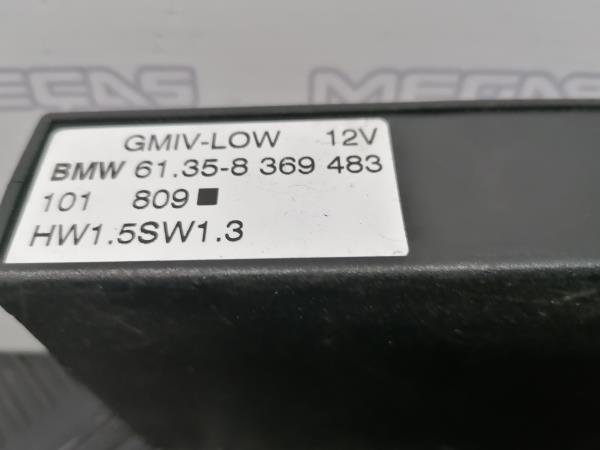 GMIV-LOW 12V
BMW 61.35-8 369 483
101 809
HW1.5SW1.3